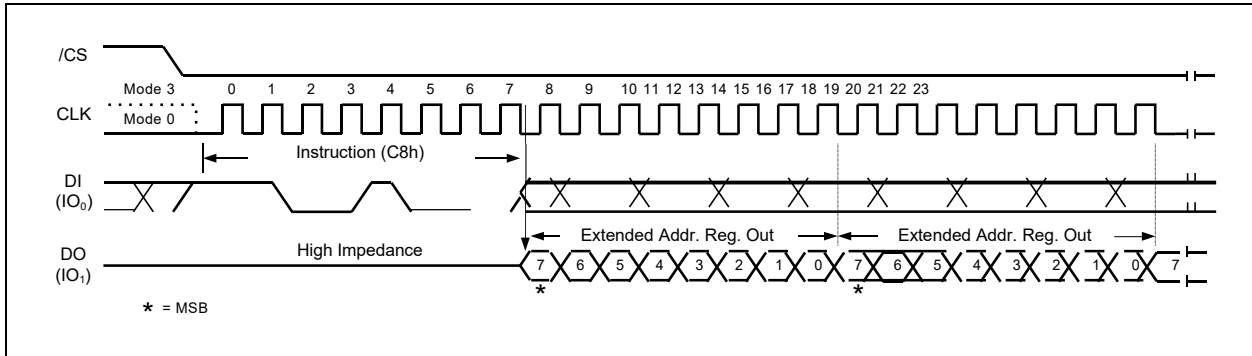 /CS
Mode 3
0 1 2 3 4 5 6 7 8 9 10 11 12 13 14 15 16 17 18 19 20 21 22 23
CLK
Mode 0
Instruction (C8h)
DI
(IO0)
Extended Addr. Reg. Out
Extended Addr. Reg. Out
High Impedance
DO
(IO1)
7 6 5 4 3 2 1 0 7 6 5 4 3 2 1 0 7
* *
* = MSB